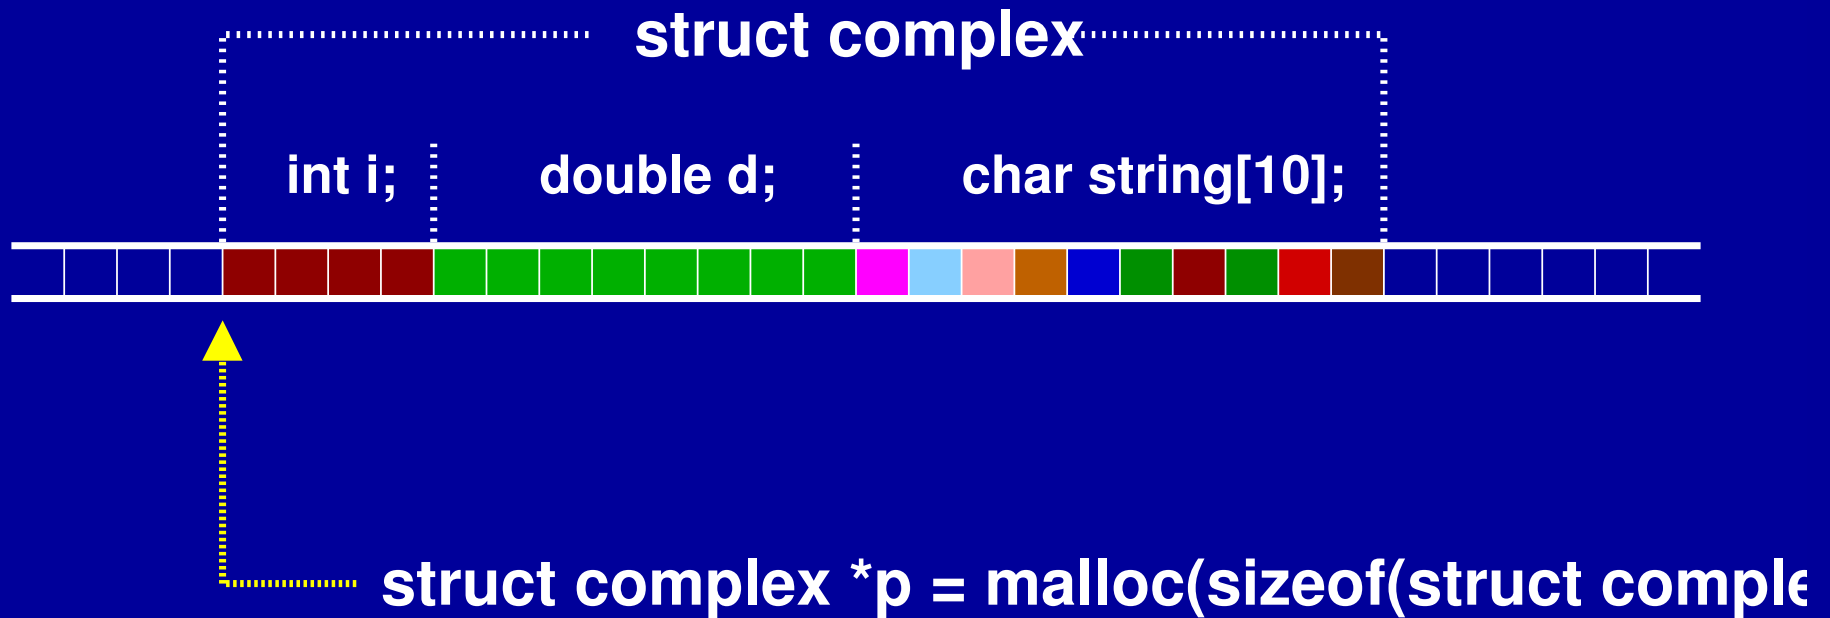 struct complex
int i; double d; char string[10];
struct complex *p = malloc(sizeof(struct comple